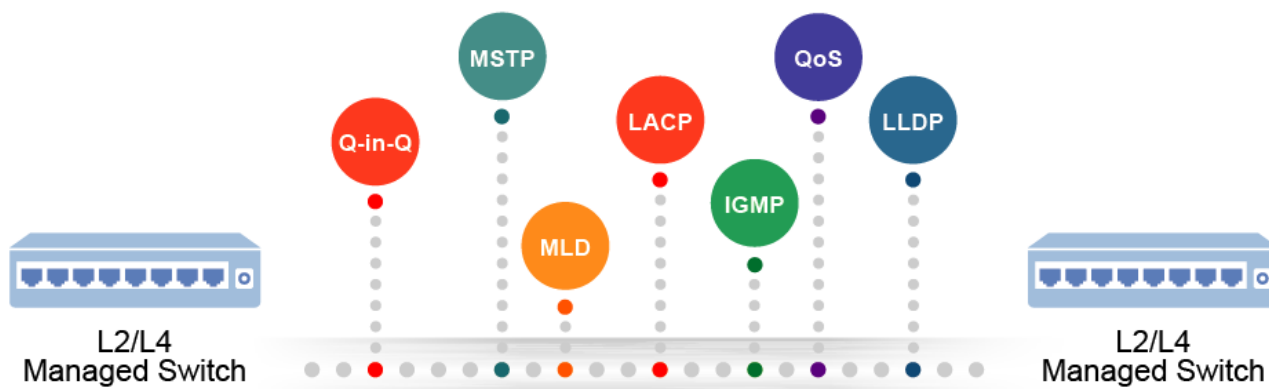 MSTP
QoS
LACP
LLDP
Q-in-Q
IGMP
MLD
L2/L4
Managed Switch
L2/L4
Managed Switch